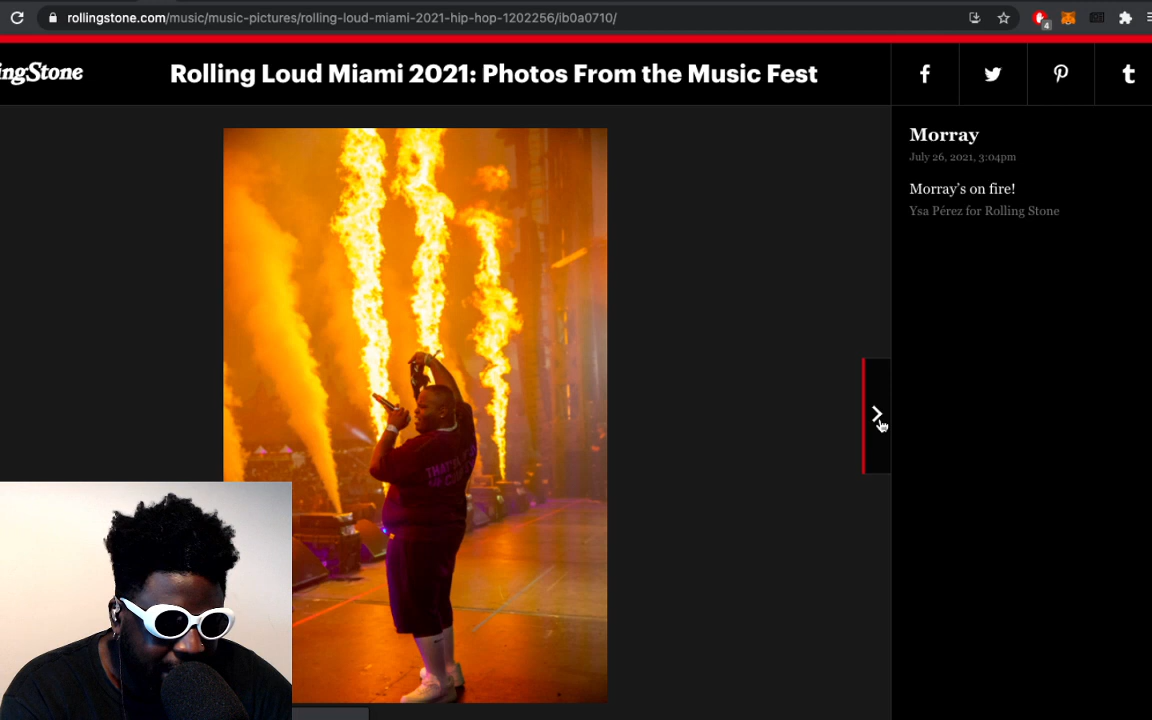 rollingstone.com/music/music-pictures/rolling-loud-miami-2021-hip-hop-1202256/ib0a0710/
4
ingStone
Rolling Loud Miami 2021: Photos From the Music Fest
Morray
July 26, 2021, 3:04pm
Morray’s on fire!
Ysa Pérez for Rolling Stone